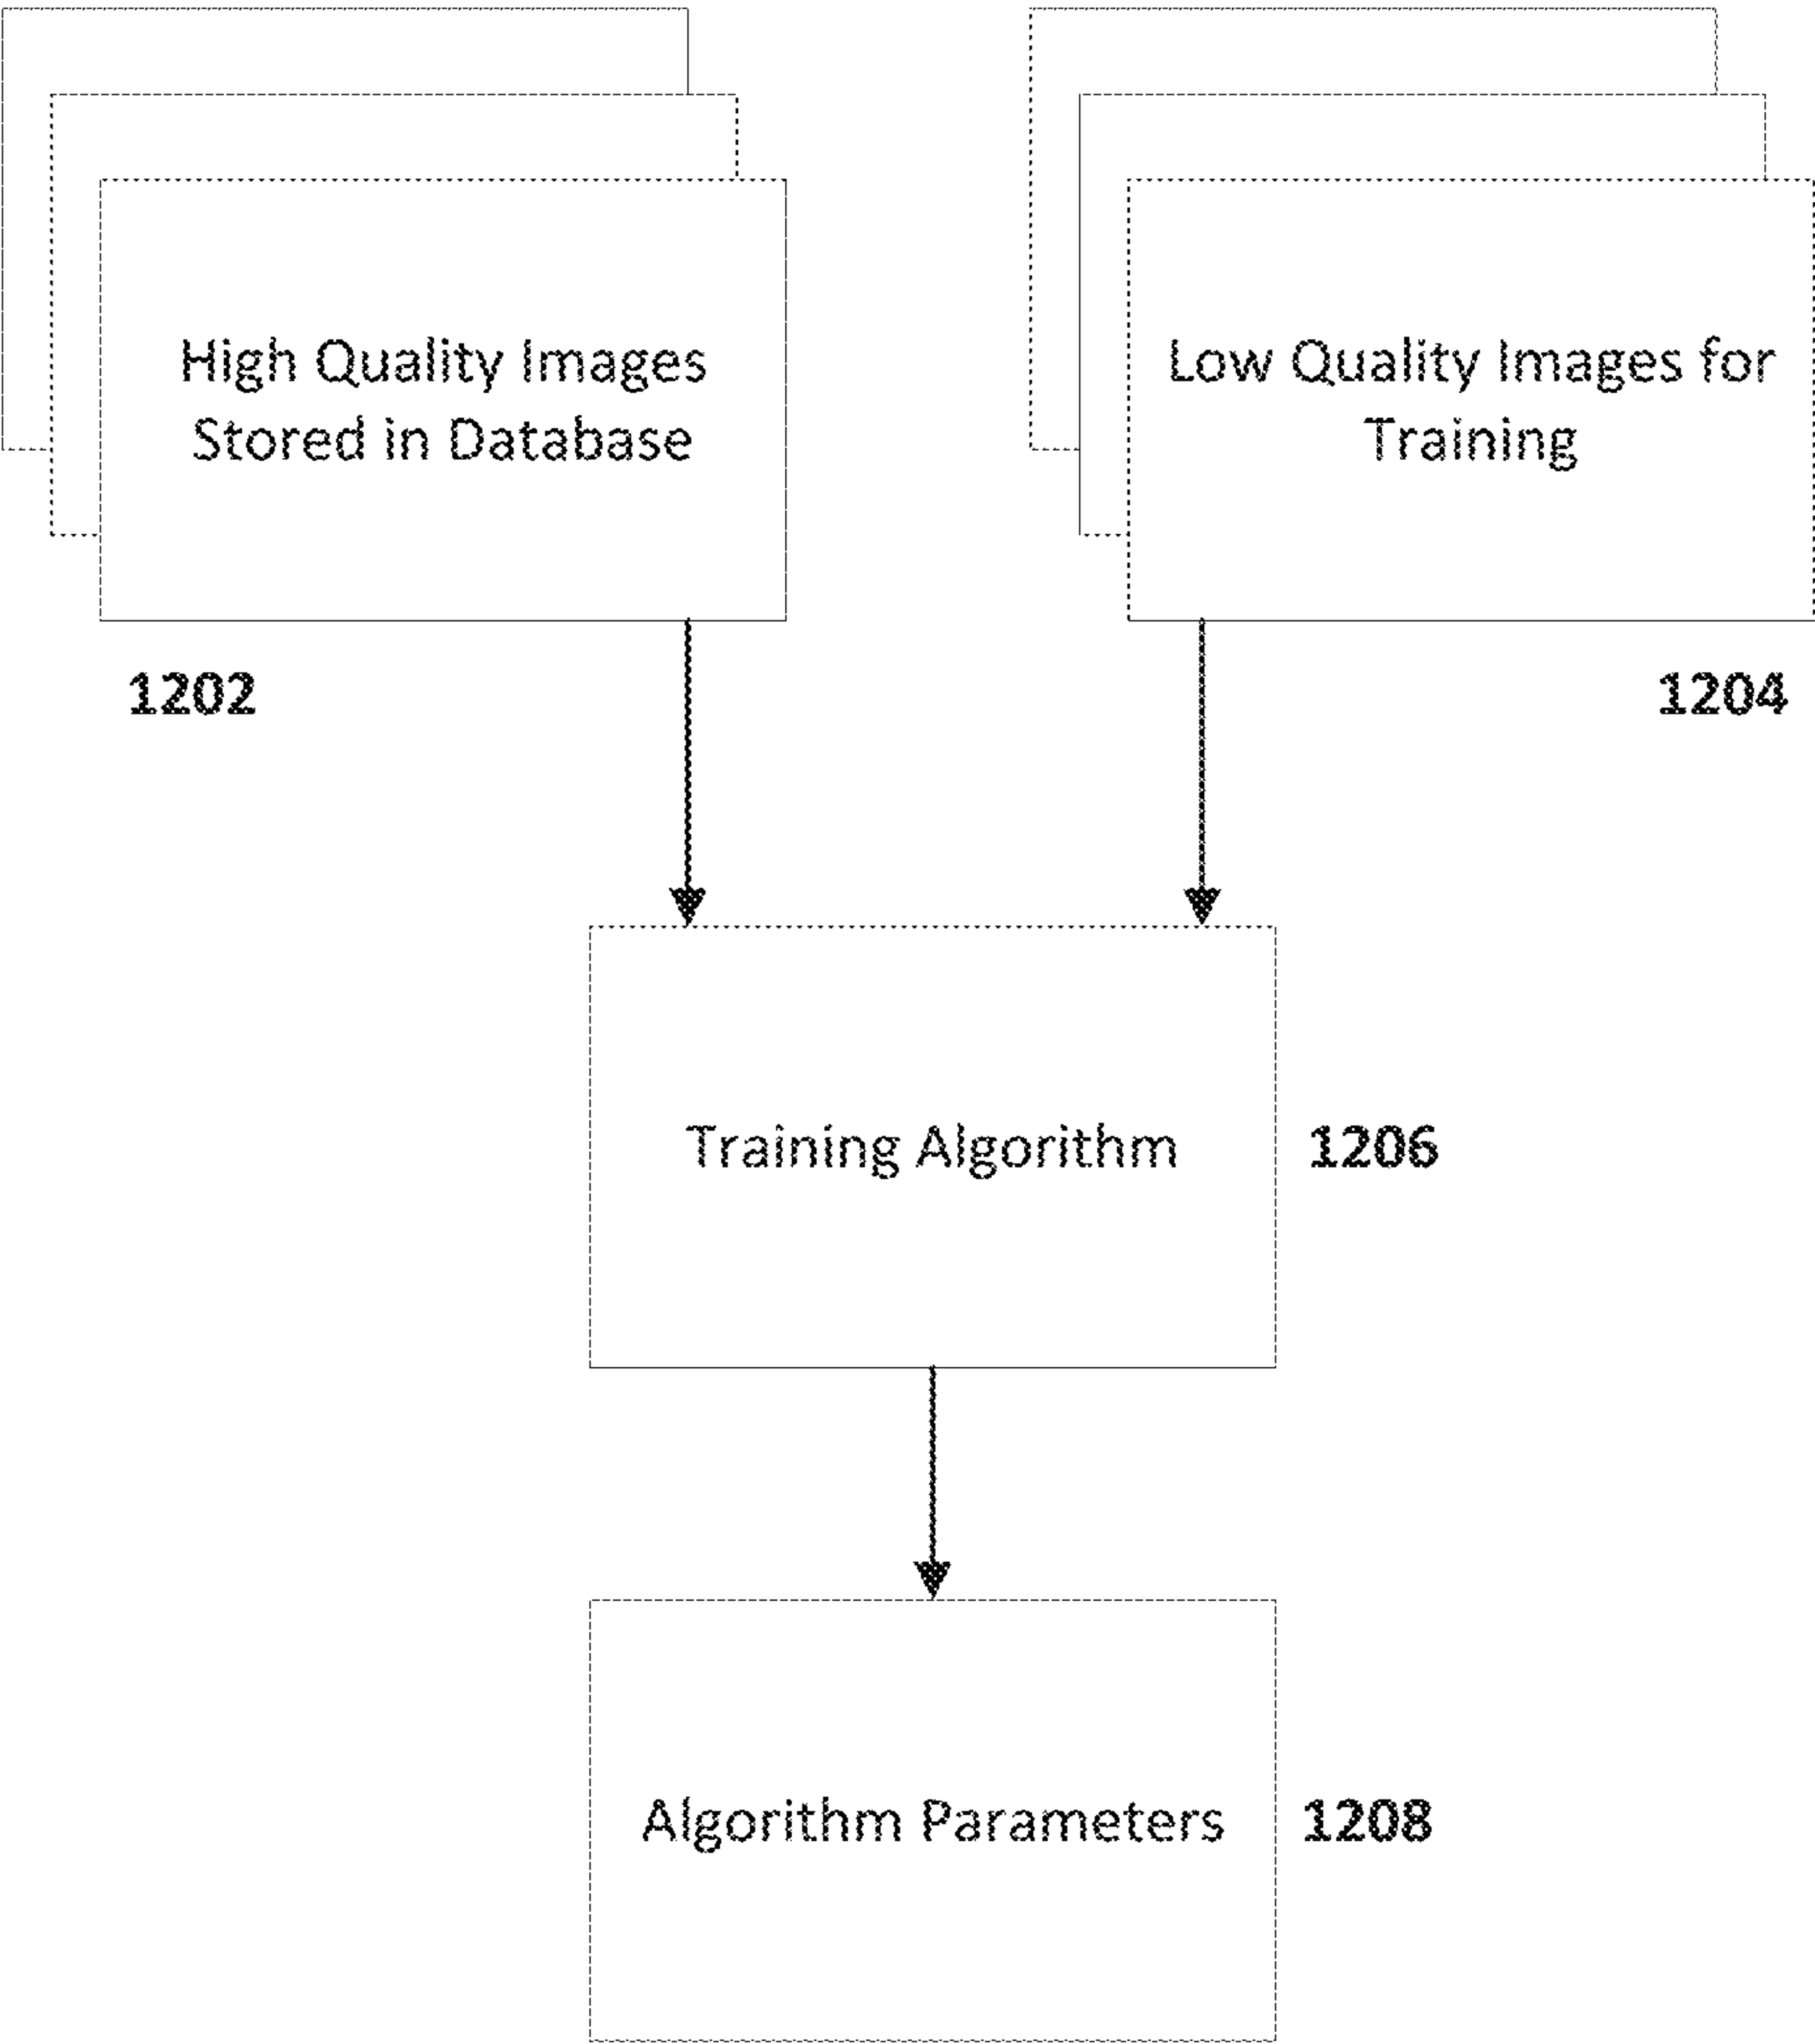 High Quality Images
Stored in Database
Low Quality Images for
Training
1202
1204
Training Algorithm
1206
Algorithm Parameters
1208